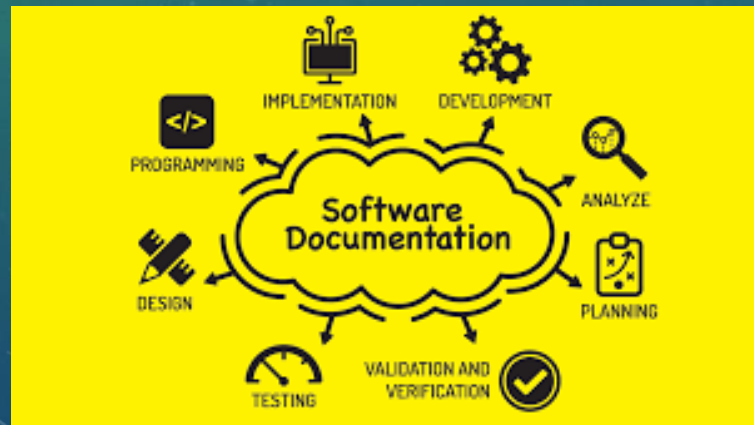 IMPLEMENTATION
DEVELOPMENT
</>
PROGRAMMING
ANALYZE
Software
Documentation
DESIGN
PLANNING
TESTING
VALIDATION AND
VERIFICATION